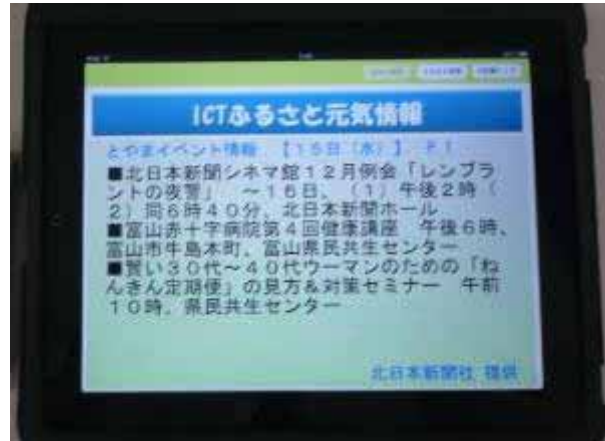 ICTふるさと元気情報
とやまイベント情報 【15日(水)】 P1
■北日本新聞シネマ館12月例会「レンブラ
ントの夜警」 ~16日、(1)午後2時(
2)同6時40分、北日本新聞ホール
■富山赤十字病院第4回健康講座 午後6時、
富山市牛島本町、富山県民共生センター
■賢い30代~40代ウーマンのための「ね
んきん定期便」の見方&対策セミナー 午前
10時、県民共生センター
北日本新聞社 提供